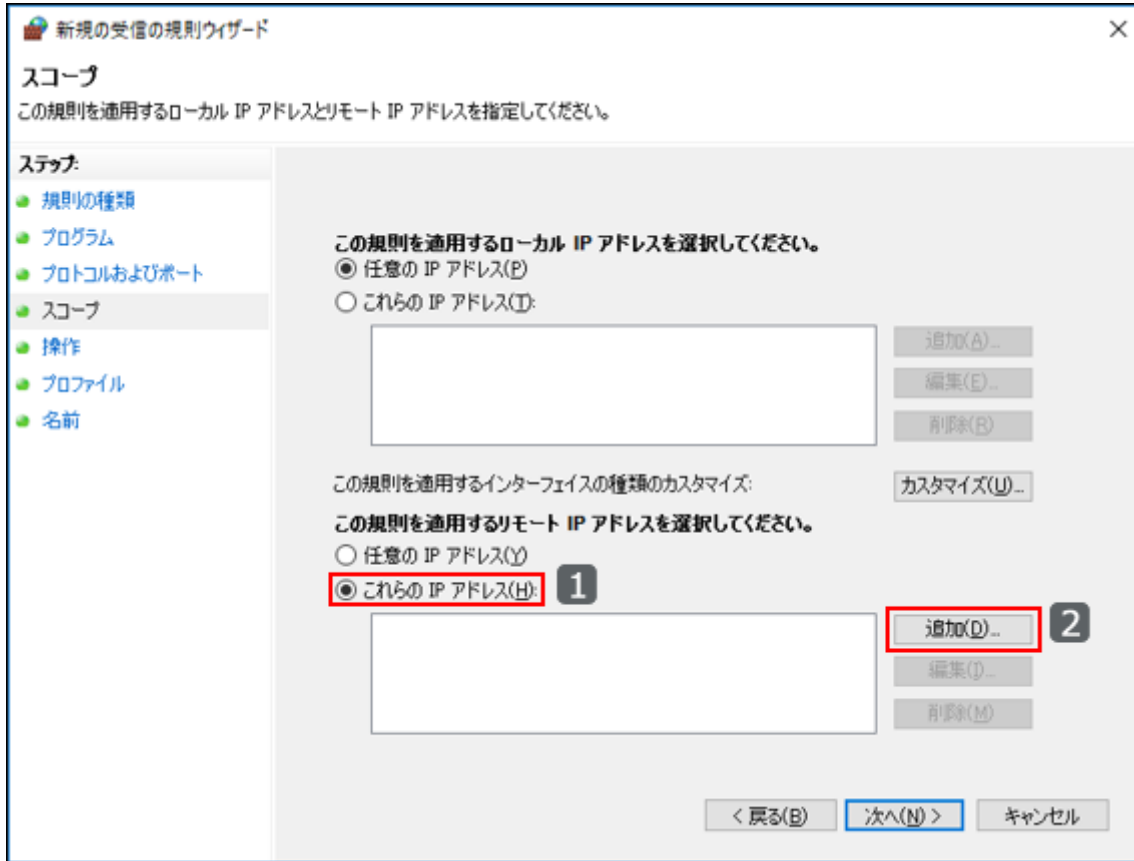 新規の受信の規則ウィザード
スコープ
この規則を適用するローカル IP アドレスとリモート IP アドレスを指定してください。
ステップ:
規則の種類
プログラム
プロトコルおよびポート
スコープ
操作
プロファイル
名前
この規則を適用するローカル IP アドレスを選択してください。
任意の IP アドレス(P)
これらの IP アドレス(T):
追加(A)...
編集(E)...
削除(R)
この規則を適用するインターフェイスの種類のカスタマイズ:
カスタマイズ(U)...
この規則を適用するリモート IP アドレスを選択してください。
任意の IP アドレス(Y)
これらの IP アドレス(H): 1
追加(D)... 2
編集(I)...
削除(M)
< 戻る(B) 次へ(N) > キャンセル